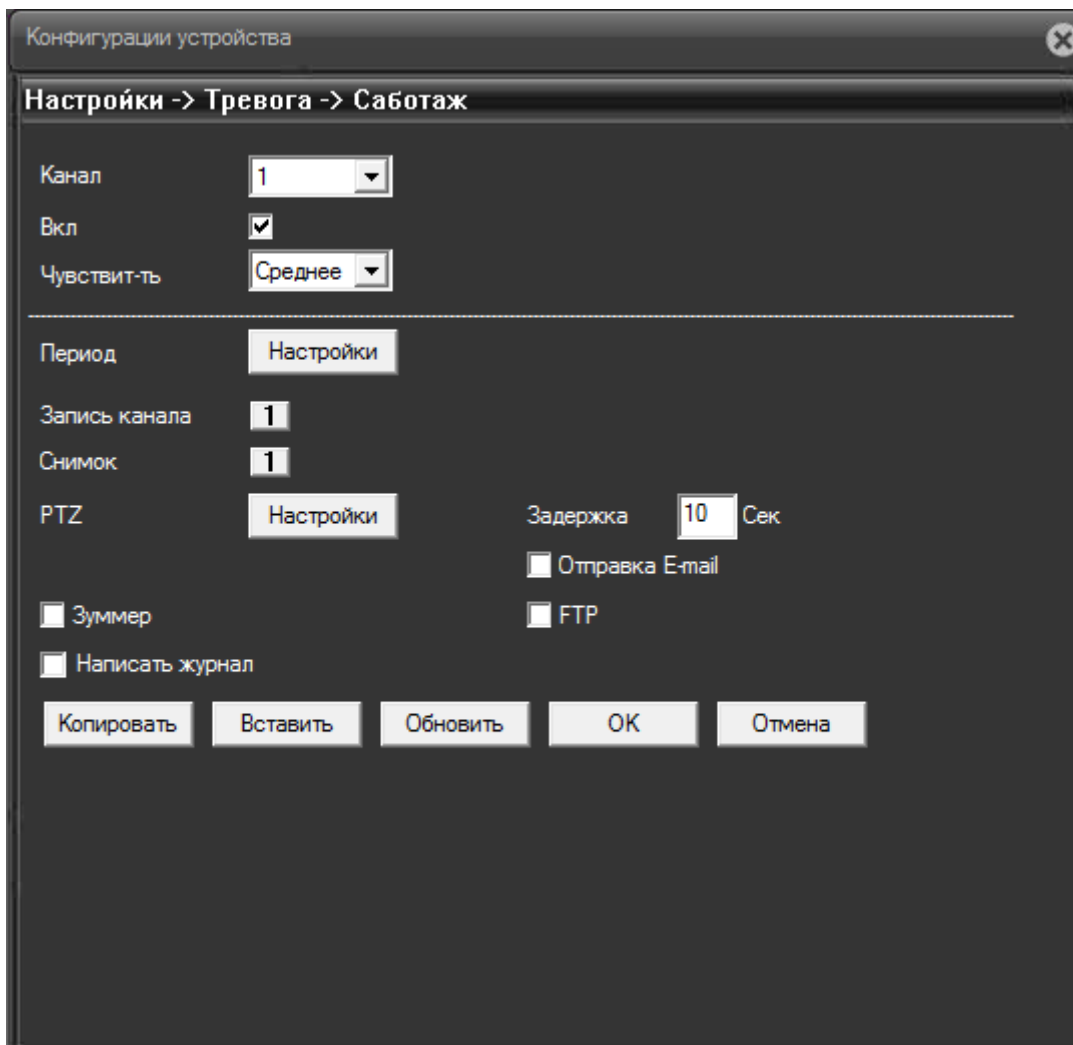 Конфигурации устройства
Настройки -> Тревога -> Саботаж
Канал 1
Вкл
Чувствит-ть Среднее
Период Настройки
Запись канала 1
Снимок 1
PTZ Настройки Задержка 10 Сек
Отправка E-mail
Зуммер FTP
Написать журнал
Копировать Вставить Обновить OK Отмена